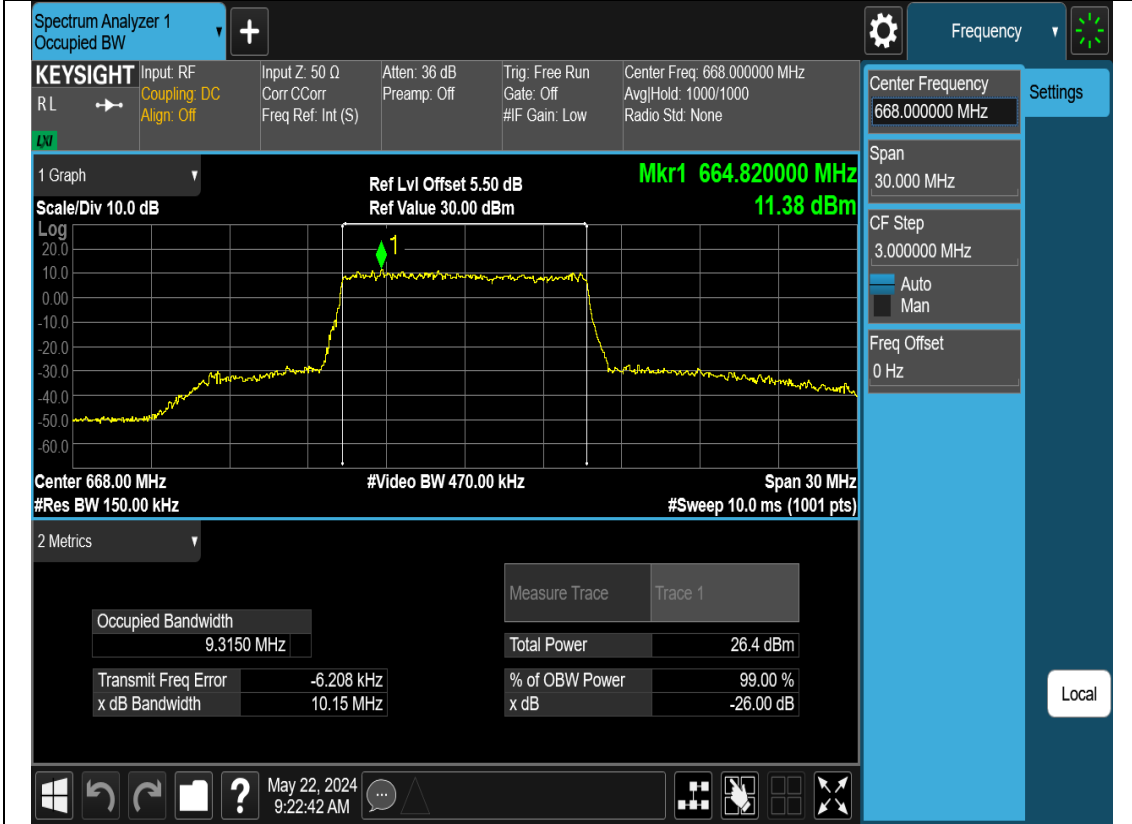 Spectrum Analyzer 1
Occupied BW
+
Frequency
KEYSIGHT
R L
LXI
Input: RF
Coupling: DC
Align: Off
Input Z: 50 Ω
Corr CCorr
Freq Ref: Int (S)
Atten: 36 dB
Preamp: Off
Trig: Free Run
Gate: Off
#IF Gain: Low
Center Freq: 668.000000 MHz
Avg|Hold: 1000/1000
Radio Std: None
Center Frequency
668.000000 MHz
Settings
Span
30.000 MHz
CF Step
3.000000 MHz
Auto
Man
Freq Offset
0 Hz
1 Graph
Scale/Div 10.0 dB
Ref Lvl Offset 5.50 dB
Ref Value 30.00 dBm
Mkr1 664.820000 MHz
11.38 dBm
Log
1
20.0
10.0
0.00
-10.0
-20.0
-30.0
-40.0
-50.0
-60.0
Center 668.00 MHz
#Res BW 150.00 kHz
#Video BW 470.00 kHz
Span 30 MHz
#Sweep 10.0 ms (1001 pts)
2 Metrics
Measure Trace Trace 1
Occupied Bandwidth
9.3150 MHz
Total Power 26.4 dBm
Transmit Freq Error -6.208 kHz
x dB Bandwidth 10.15 MHz
% of OBW Power 99.00 %
x dB -26.00 dB
Local
?
May 22, 2024
9:22:42 AM